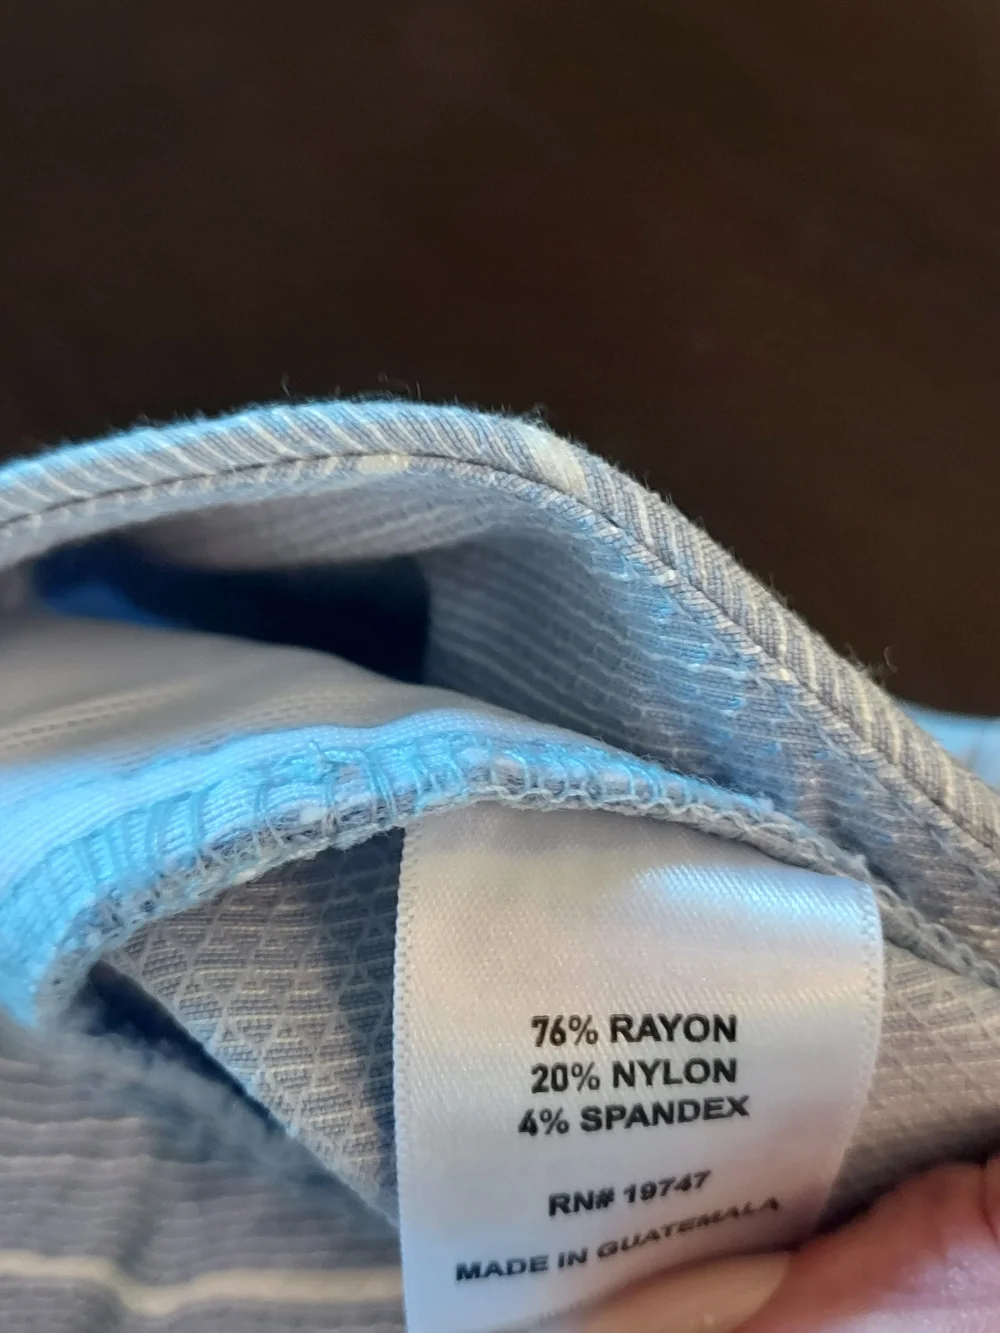 76% RAYON
20% NYLON
4% SPANDEX
RN# 19747
MADE IN GUATEMALA